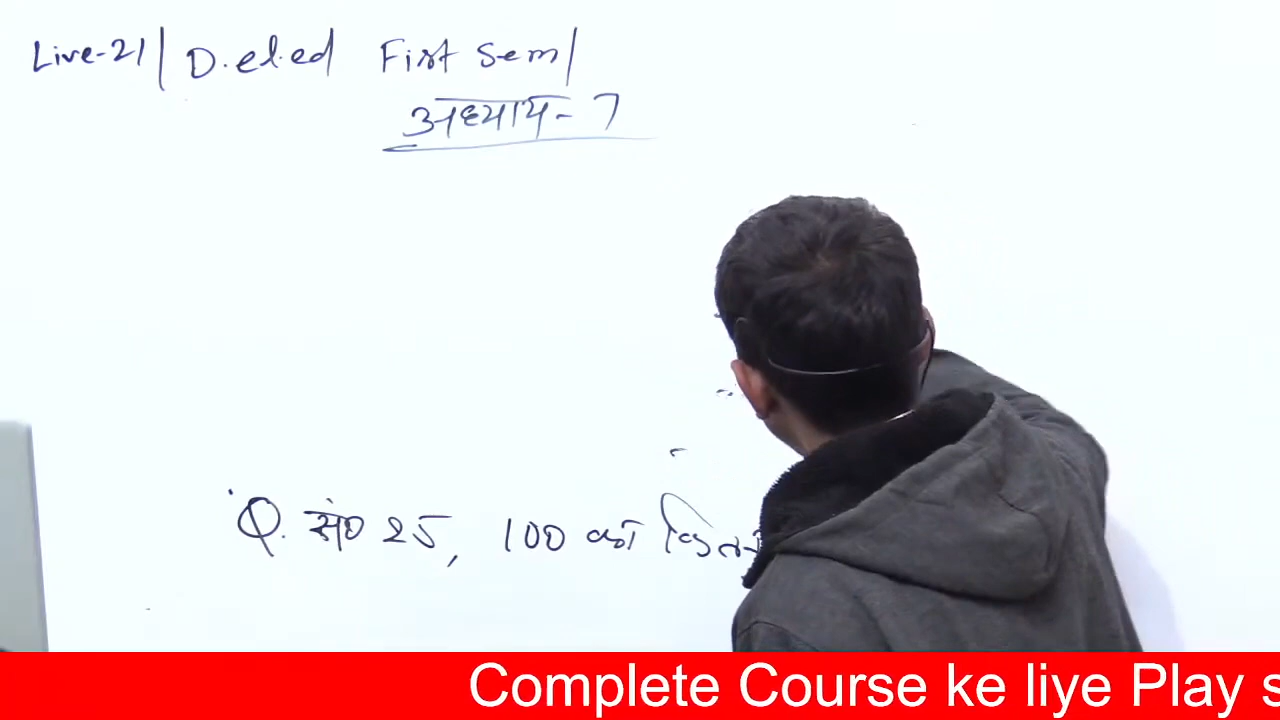 Live-21 | D.el.ed First Sem |
अध्याय - 7
Q. सं० 25, 100 का
Complete Course ke liye Play s